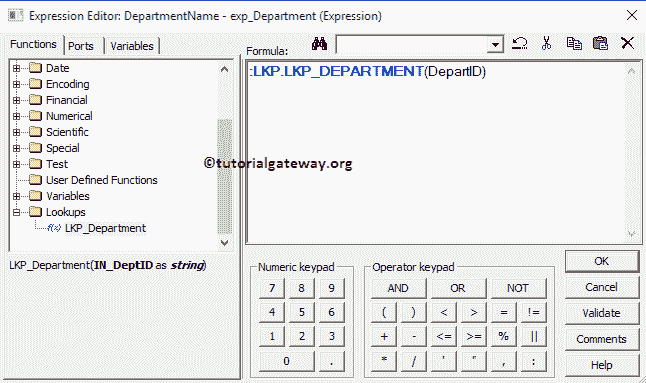 Expression Editor: DepartmentName - exp_Department (Expression)
Functions Ports Variables
Formula:
:LKP.LKP_DEPARTMENT(DepartID)
Date
Encoding
Financial
Numerical
Scientific
Special
Test
User Defined Functions
Variables
Lookups
f(x) LKP_Department
©tutorialgateway.org
LKP_Department(IN_DeptID as string)
Numeric keypad
7 8 9
4 5 6
1 2 3
0 .
Operator keypad
AND OR NOT
( ) < > = !=
+ - <= >= % ||
* / ' " , :
OK
Cancel
Validate
Comments
Help